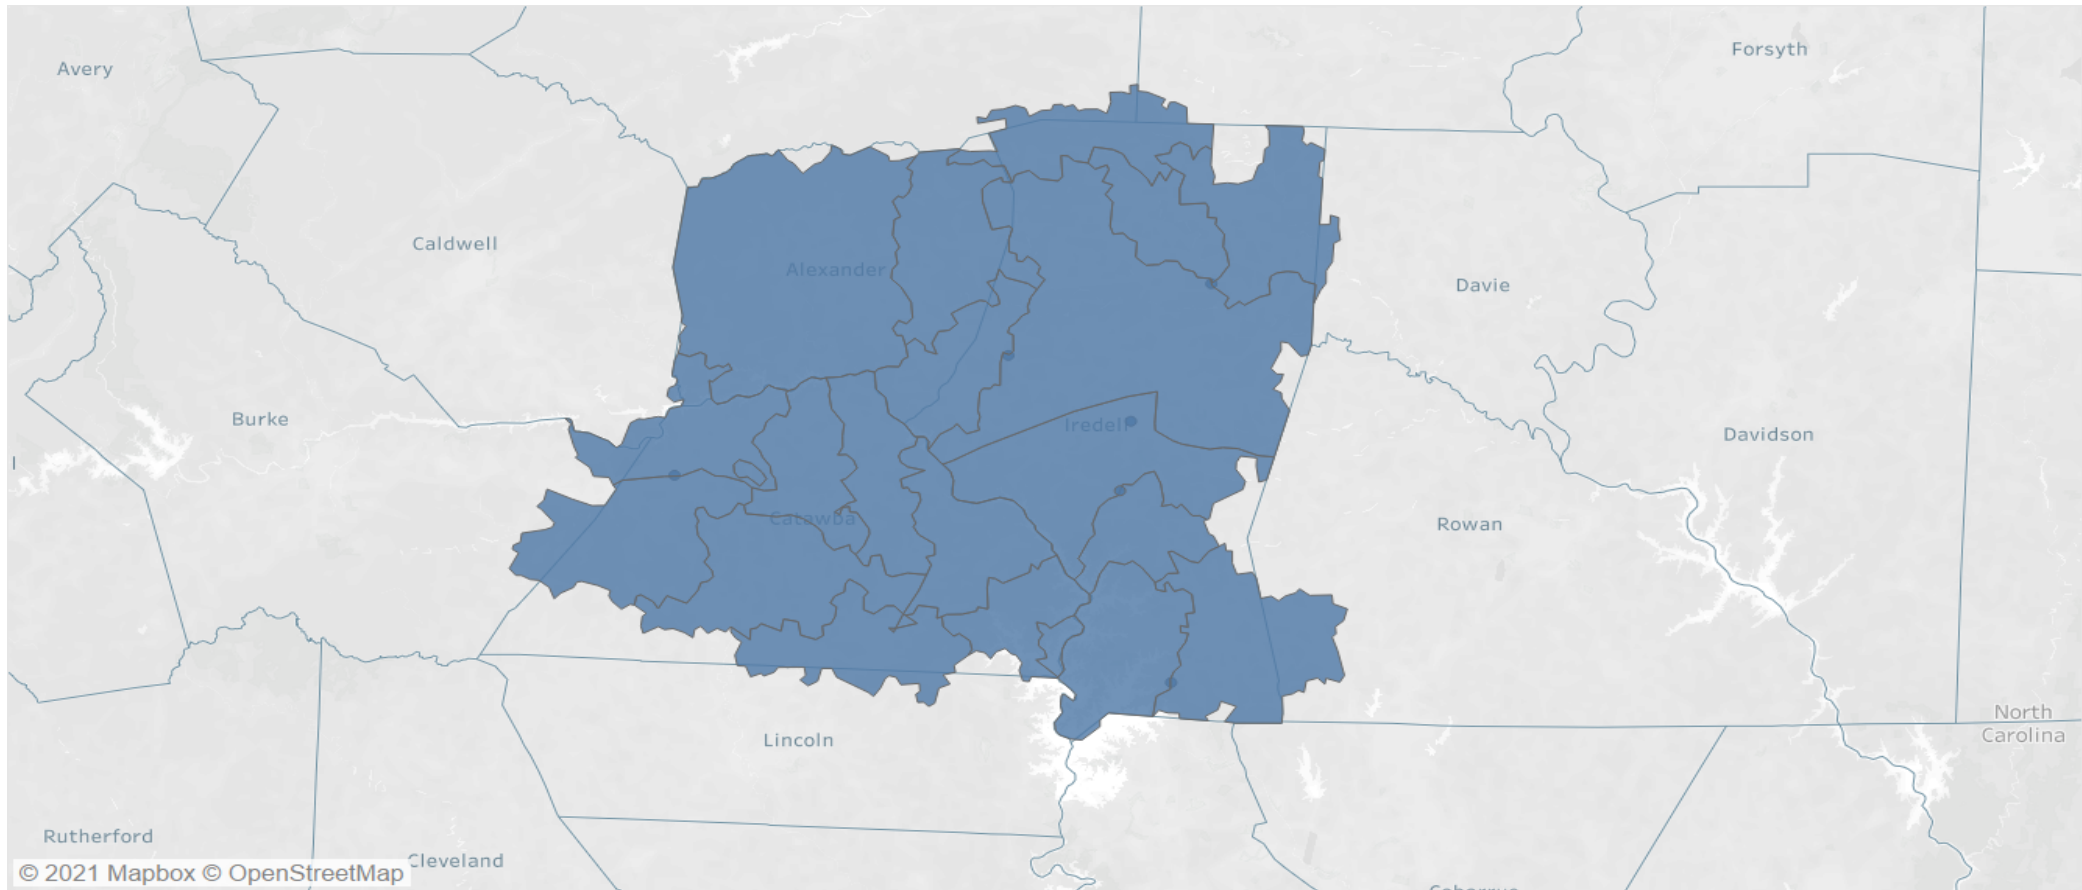 Forsyth
Avery
Caldwell
Alexander
Davie
Burke
Iredell
Davidson
Catawba
Rowan
North
Carolina
Lincoln
Rutherford
Cleveland
© 2021 Mapbox © OpenStreetMap